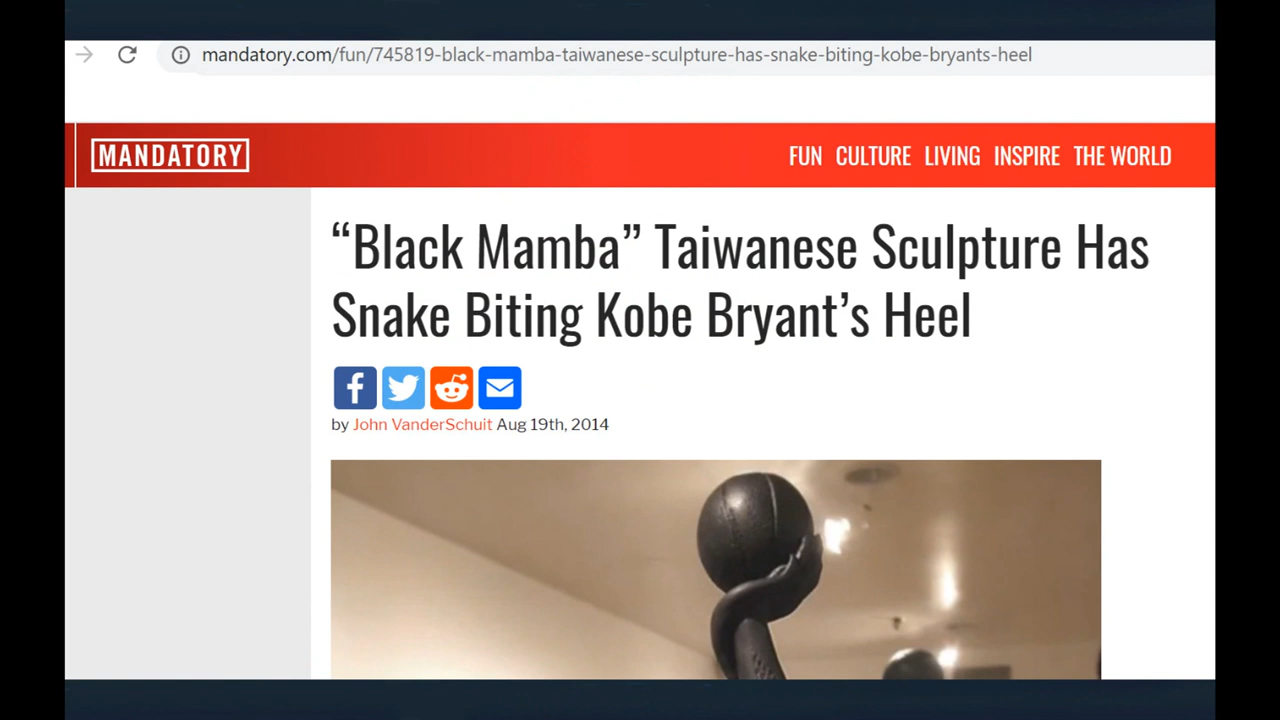 mandatory.com/fun/745819-black-mamba-taiwanese-sculpture-has-snake-biting-kobe-bryants-heel
MANDATORY
FUN CULTURE LIVING INSPIRE THE WORLD
“Black Mamba” Taiwanese Sculpture Has
Snake Biting Kobe Bryant’s Heel
by John VanderSchuit Aug 19th, 2014